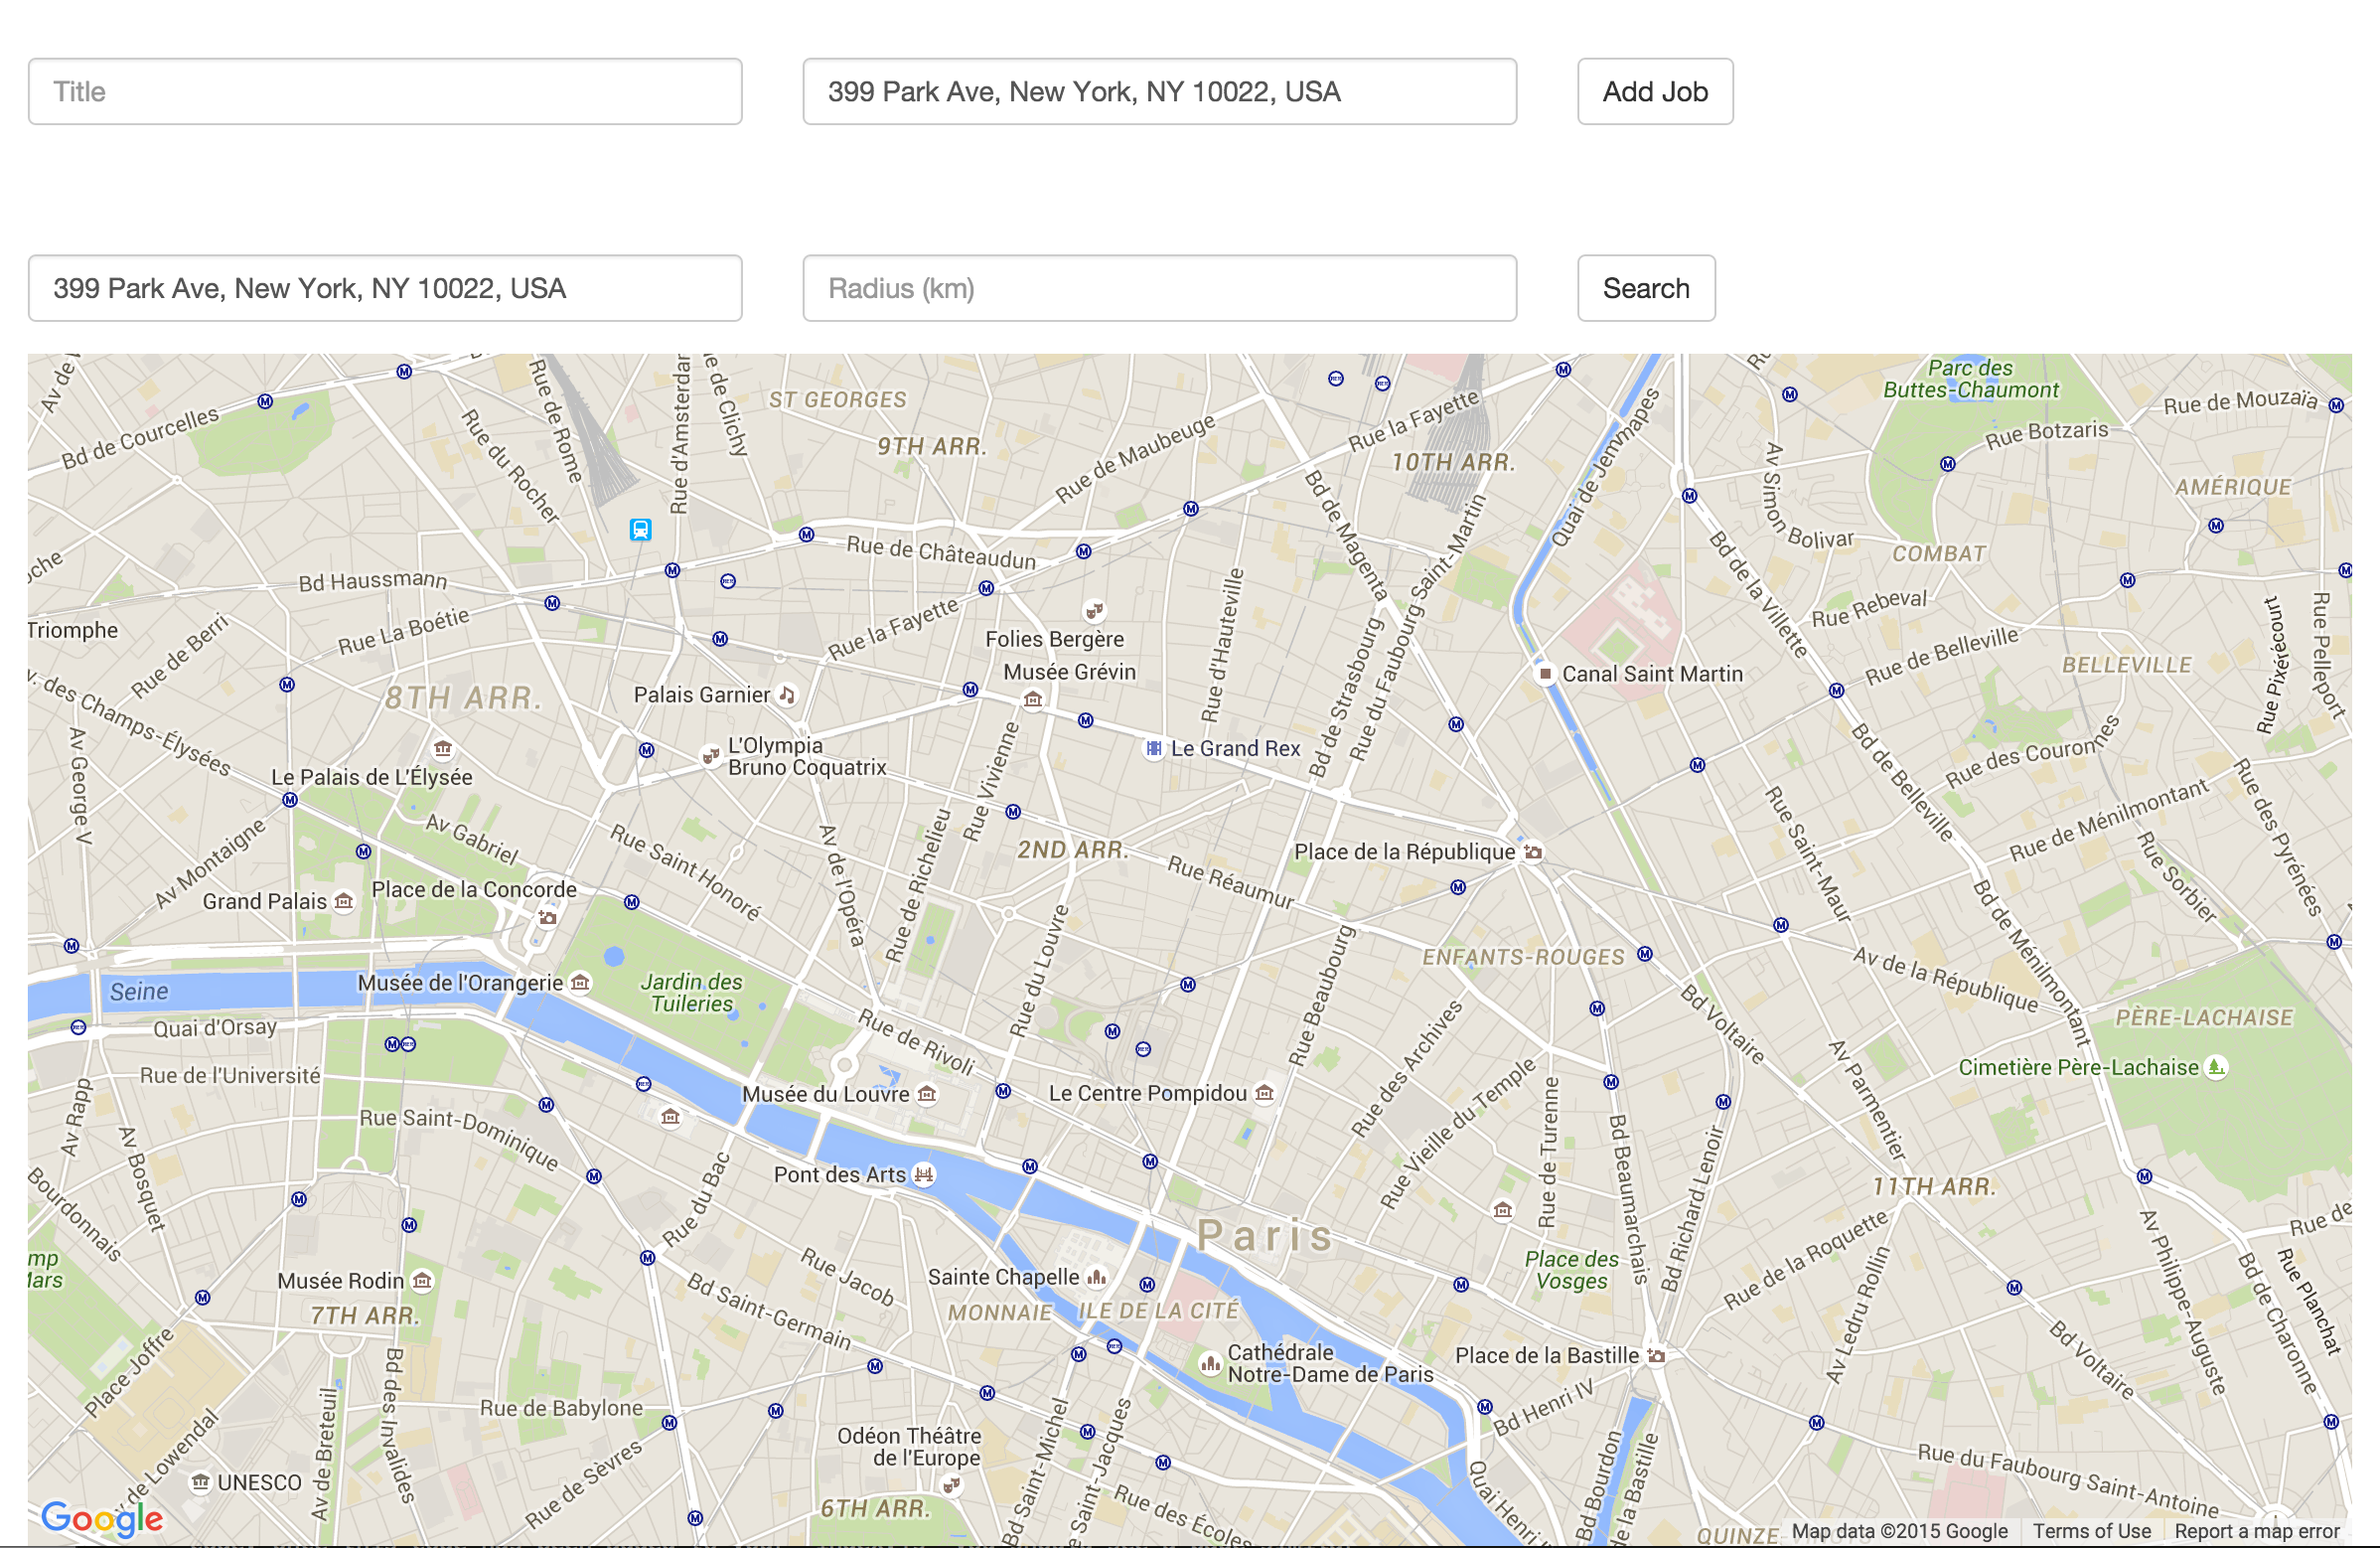 Title
399 Park Ave, New York, NY 10022, USA
Add Job
399 Park Ave, New York, NY 10022, USA
Radius (km)
Search
Bd de Courcelles
Rue du Rocher
Rue de Rome
Rue d'Amsterdam
ST GEORGES
9TH ARR.
Rue de Maubeuge
Rue la Fayette
10TH ARR.
Quai de Jemmapes
Parc des
Buttes-Chaumont
Rue de Mouzaïa
Rue Botzaris
Av Simon Bolivar
AMÉRIQUE
COMBAT
Bd Haussmann
Rue de Châteaudun
Bd de Magenta
Rue du Faubourg Saint-Martin
Bd de la Villette
Rue Rebeval
Triomphe
Rue de Berri
Rue La Boétie
Rue la Fayette
Folies Bergère
Rue d'Hauteville
Bd de Strasbourg
Rue de Belleville
Rue Pixérécourt
Rue Pelleport
BELLEVILLE
Musée Grévin
Canal Saint Martin
8TH ARR.
Palais Garnier
v. des Champs-Élysées
Av George V
L'Olympia
Bruno Coquatrix
Rue Vivienne
Le Grand Rex
Bd de Belleville
Rue des Couronnes
Le Palais de L'Élysée
Av Montaigne
Av Gabriel
Rue Saint Honoré
Av de l'Opéra
Rue de Richelieu
2ND ARR.
Rue Réaumur
Place de la République
Rue Saint-Maur
Rue de Ménilmontant
Rue Sorbier
Rue des Pyrénées
Grand Palais
Place de la Concorde
Rue du Louvre
Rue Beaubourg
ENFANTS-ROUGES
Av de la République
Bd de Ménilmontant
Seine
Musée de l'Orangerie
Jardin des
Tuileries
Quai d'Orsay
Rue de Rivoli
Rue des Archives
Bd Voltaire
PÈRE-LACHAISE
Rue de l'Université
Cimetière Père-Lachaise
Av Rapp
Av Bosquet
Rue Saint-Dominique
Musée du Louvre
Le Centre Pompidou
Rue Vieille du Temple
Rue de Turenne
Bd Beaumarchais
Bd Richard Lenoir
Av Parmentier
Bourdonnais
Rue du Bac
Pont des Arts
11TH ARR.
Paris
Rue de la Roquette
Av Philippe-Auguste
Rue de
Rue Planchat
Bd de Charonne
mp
Mars
Musée Rodin
7TH ARR.
Rue Jacob
Bd Saint-Germain
Sainte Chapelle
MONNAIE
ILE DE LA CITÉ
Place des
Vosges
Av Ledru Rollin
Bd Voltaire
Place Joffre
Cathédrale
Notre-Dame de Paris
Place de la Bastille
Rue de Babylone
Bd des Invalides
Av de Breteuil
Bd Henri IV
Odéon Théâtre
de l'Europe
Rue de Sèvres
Bd Saint-Michel
e Saint-Jacques
Bd Bourdon
de la Bastille
Rue du Faubourg Saint-Antoine
UNESCO
y de Lowendal
6TH ARR.
Rue des Écoles
Quai Henri I
QUINZE
Google
Map data ©2015 Google
Terms of Use
Report a map error